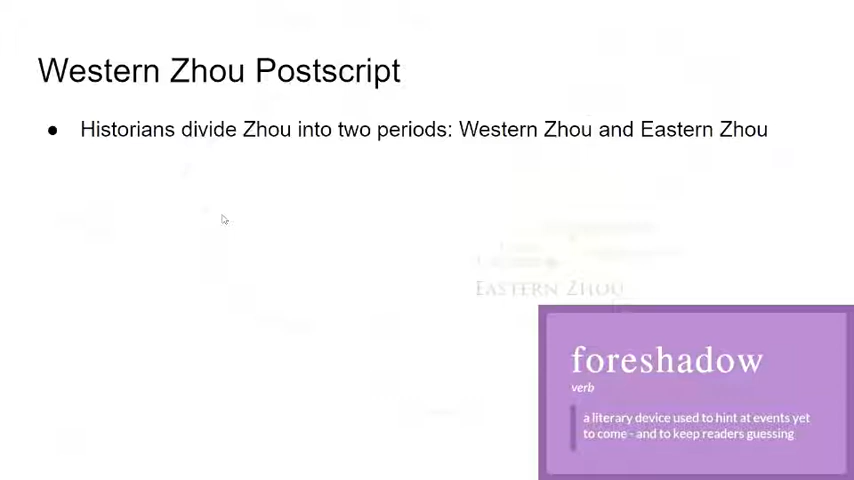 Western Zhou Postscript
● Historians divide Zhou into two periods: Western Zhou and Eastern Zhou
EASTERN ZHOU
foreshadow
verb
a literary device used to hint at events yet
to come - and to keep readers guessing